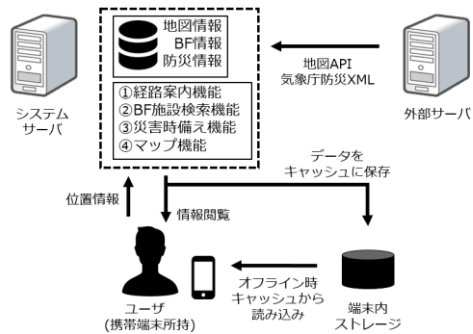 地図情報
BF情報
防災情報
地図API
気象庁防災XML
システム
サーバ
外部サーバ
①経路案内機能
②BF施設検索機能
③災害時備え機能
④マップ機能
データを
キャッシュに保存
位置情報
情報閲覧
オフライン時
キャッシュから
読み込み
ユーザ
(携帯端末所持)
端末内
ストレージ